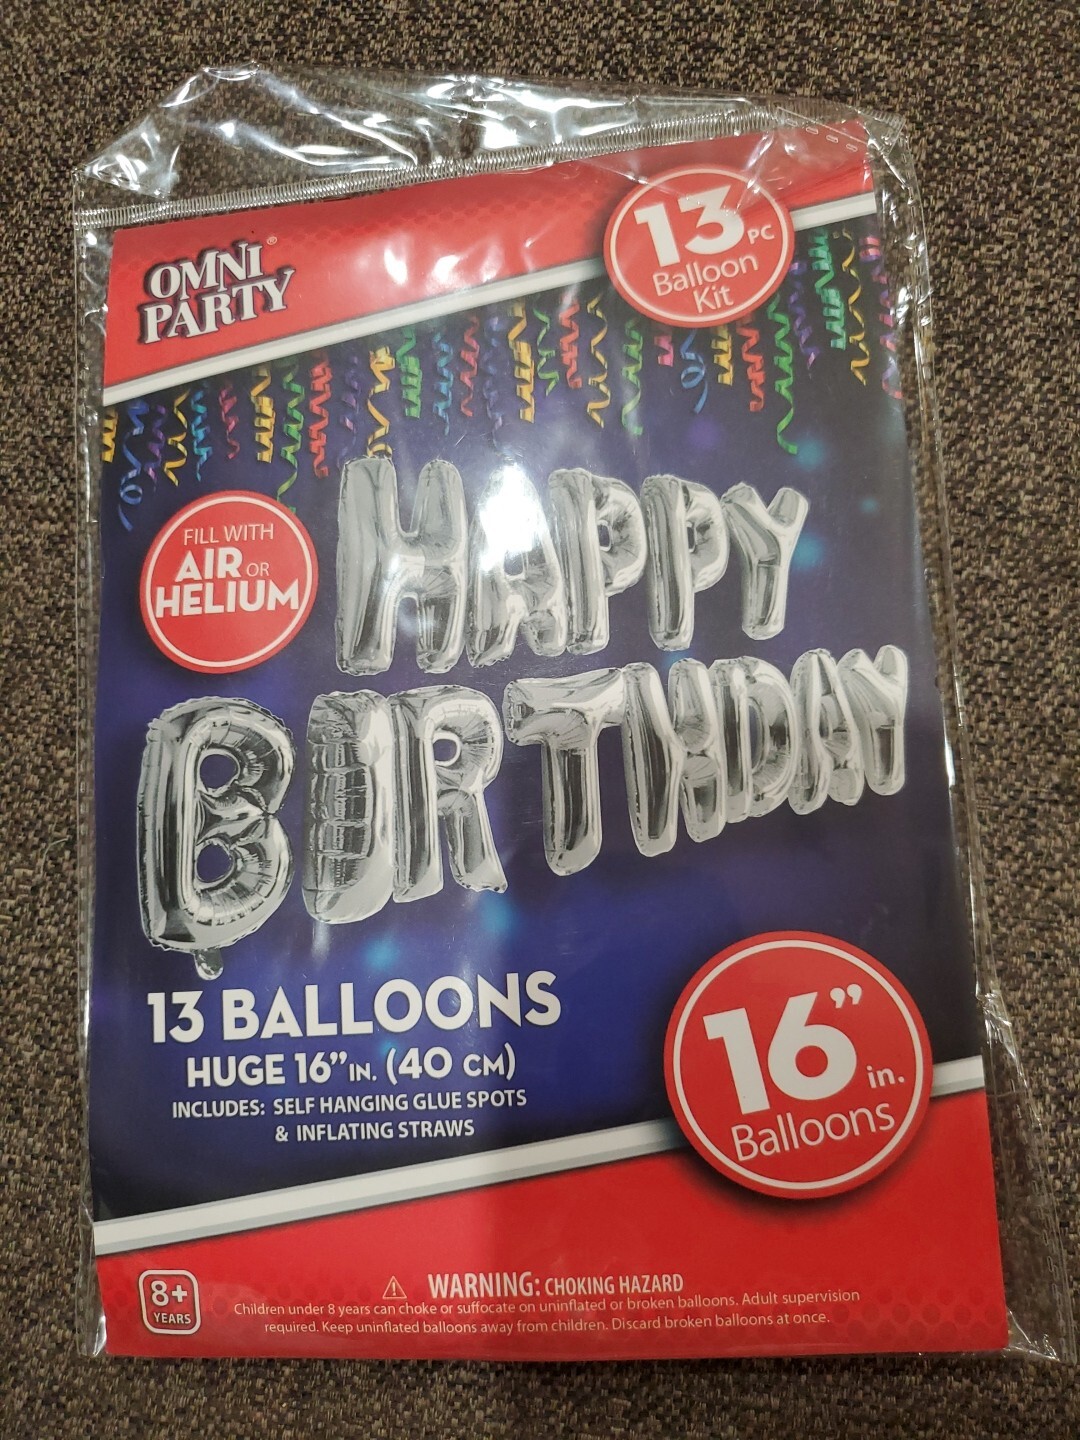 OMNI®
PARTY
13 PC
Balloon
Kit
FILL WITH
AIR OR
HELIUM
HAPPY
BIRTHDAY
13 BALLOONS
HUGE 16” IN. (40 CM)
INCLUDES: SELF HANGING GLUE SPOTS
& INFLATING STRAWS
16” in.
Balloons
8+
YEARS
⚠ WARNING: CHOKING HAZARD
Children under 8 years can choke or suffocate on uninflated or broken balloons. Adult supervision
required. Keep uninflated balloons away from children. Discard broken balloons at once.